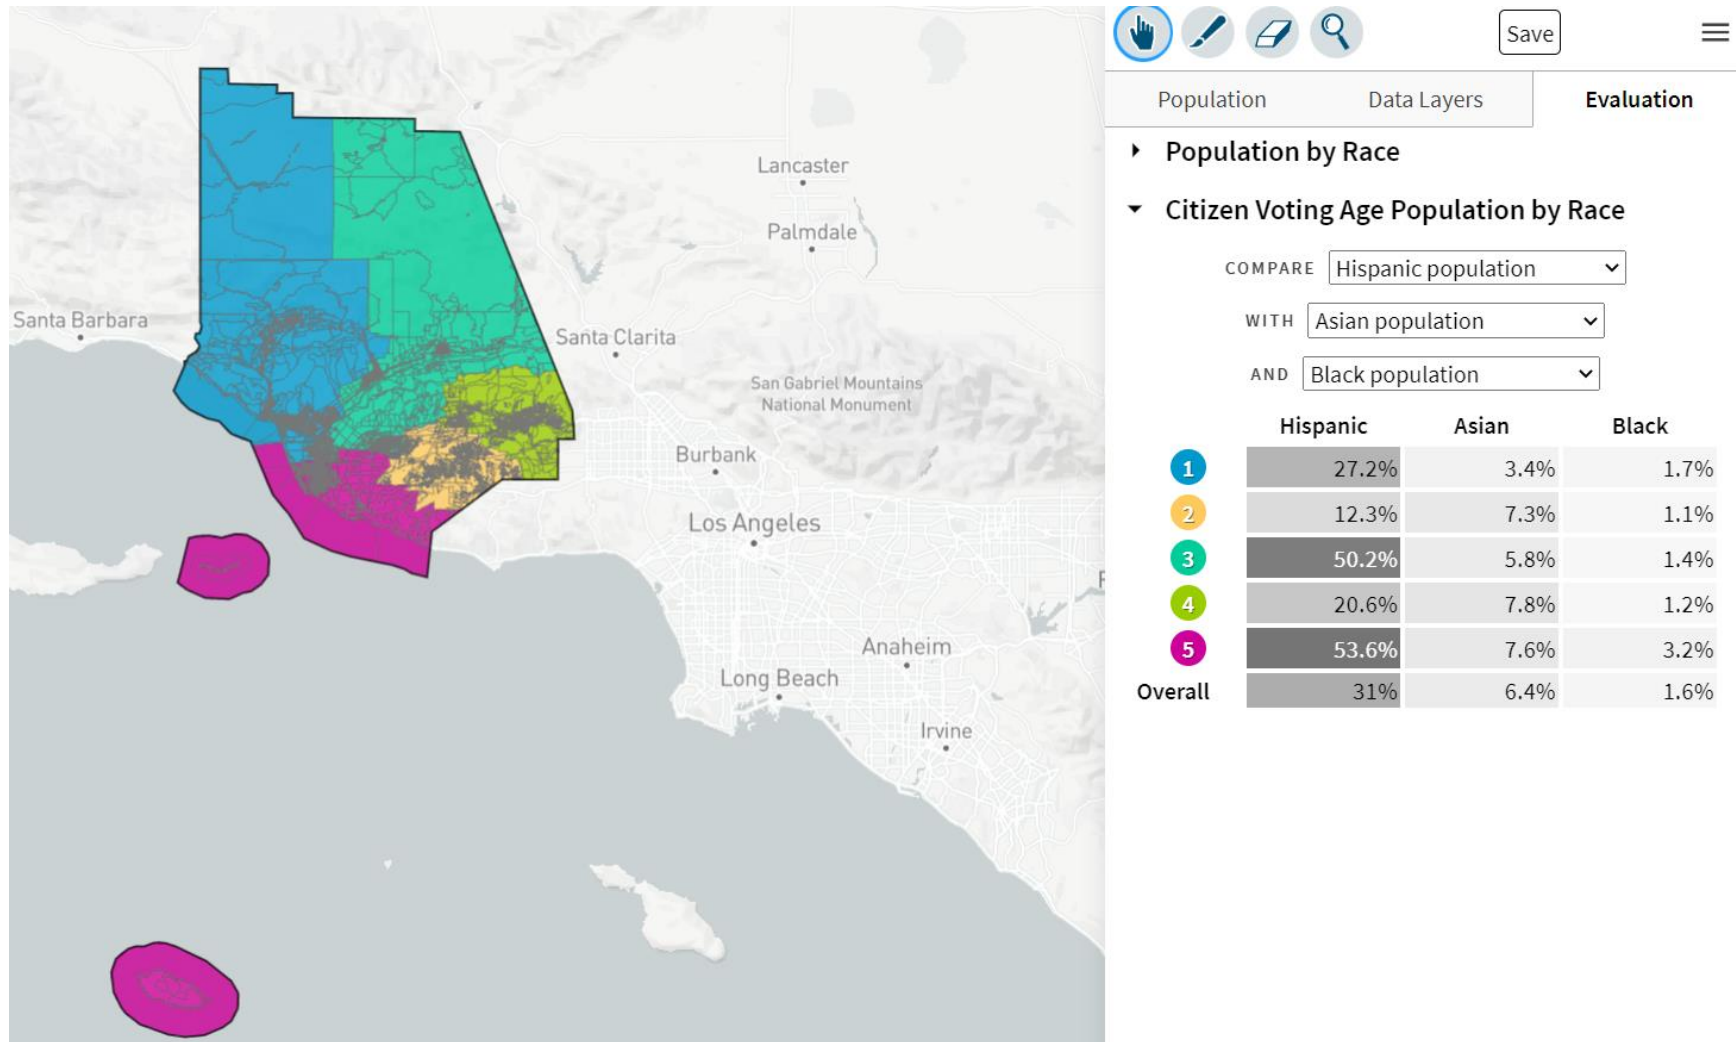 Save
Population
Data Layers
Evaluation
Population by Race
Citizen Voting Age Population by Race
COMPARE Hispanic population
WITH Asian population
AND Black population
Hispanic Asian Black
1 27.2% 3.4% 1.7%
2 12.3% 7.3% 1.1%
3 50.2% 5.8% 1.4%
4 20.6% 7.8% 1.2%
5 53.6% 7.6% 3.2%
Overall 31% 6.4% 1.6%
Lancaster
Palmdale
Santa Barbara
Santa Clarita
San Gabriel Mountains
National Monument
Burbank
Los Angeles
Anaheim
Long Beach
Irvine